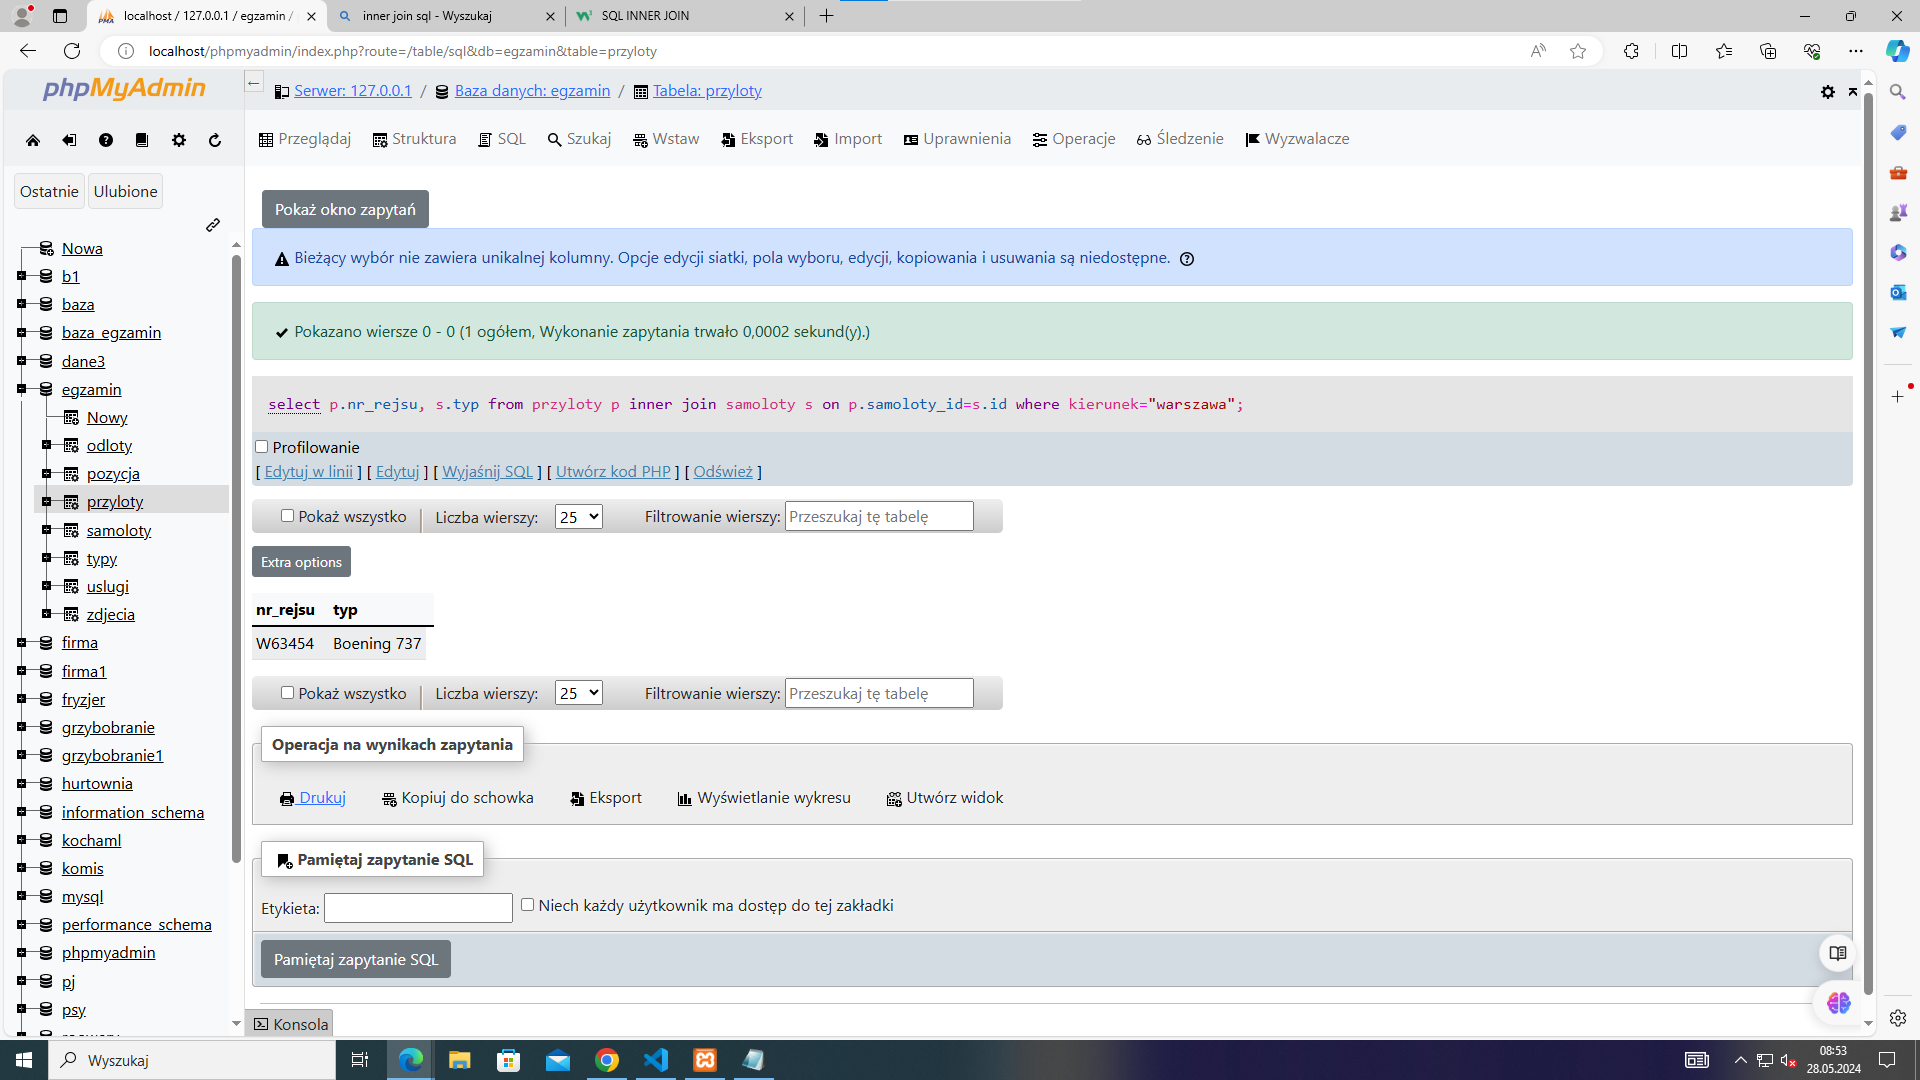 localhost / 127.0.0.1 / egzamin /
inner join sql - Wyszukaj
SQL INNER JOIN
localhost/phpmyadmin/index.php?route=/table/sql&db=egzamin&table=przyloty
phpMyAdmin
Serwer: 127.0.0.1 / Baza danych: egzamin / Tabela: przyloty
Przeglądaj Struktura SQL Szukaj Wstaw Eksport Import Uprawnienia Operacje Śledzenie Wyzwalacze
Ostatnie Ulubione
Nowa
b1
baza
baza_egzamin
dane3
egzamin
Nowy
odloty
pozycja
przyloty
samoloty
typy
uslugi
zdjecia
firma
firma1
fryzjer
grzybobranie
grzybobranie1
hurtownia
information_schema
kochaml
komis
mysql
performance_schema
phpmyadmin
pj
psy
Pokaż okno zapytań
Bieżący wybór nie zawiera unikalnej kolumny. Opcje edycji siatki, pola wyboru, edycji, kopiowania i usuwania są niedostępne.
Pokazano wiersze 0 - 0 (1 ogółem, Wykonanie zapytania trwało 0,0002 sekund(y).)
select p.nr_rejsu, s.typ from przyloty p inner join samoloty s on p.samoloty_id=s.id where kierunek="warszawa";
Profilowanie
[ Edytuj w linii ] [ Edytuj ] [ Wyjaśnij SQL ] [ Utwórz kod PHP ] [ Odśwież ]
Pokaż wszystko Liczba wierszy: 25 Filtrowanie wierszy: Przeszukaj tę tabelę
Extra options
nr_rejsu typ
W63454 Boening 737
Pokaż wszystko Liczba wierszy: 25 Filtrowanie wierszy: Przeszukaj tę tabelę
Operacja na wynikach zapytania
Drukuj Kopiuj do schowka Eksport Wyświetlanie wykresu Utwórz widok
Pamiętaj zapytanie SQL
Etykieta: Niech każdy użytkownik ma dostęp do tej zakładki
Pamiętaj zapytanie SQL
Konsola
Wyszukaj
08:53
28.05.2024